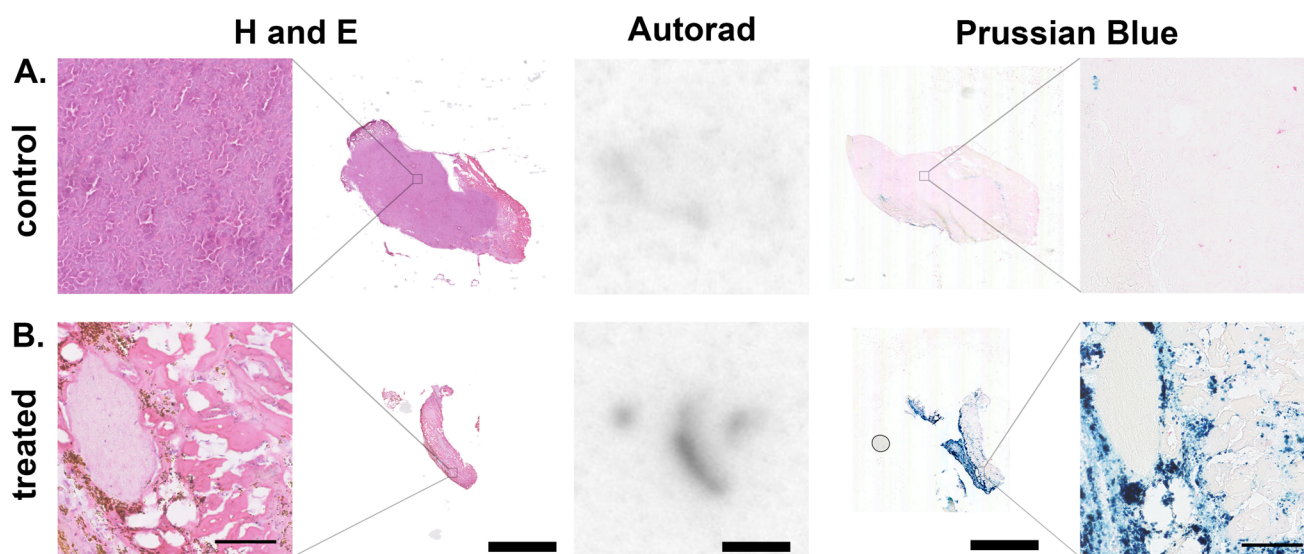 H and E
Autorad
Prussian Blue
A.
control
B.
treated